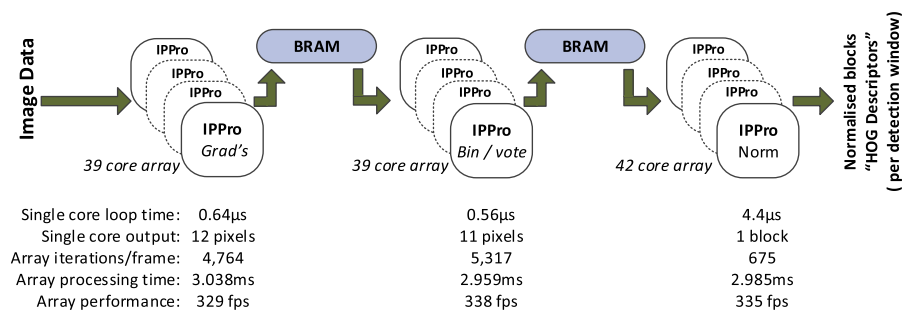 Image Data
IPPro
IPPro
IPPro
IPPro
Grad's
39 core array
BRAM
IPPro
IPPro
IPPro
IPPro
Bin / vote
39 core array
BRAM
IPPro
IPPro
IPPro
IPPro
Norm
42 core array
Normalised blocks
“HOG Descriptors”
( per detection window)
Single core loop time: 0.64µs 0.56µs 4.4µs
Single core output: 12 pixels 11 pixels 1 block
Array iterations/frame: 4,764 5,317 675
Array processing time: 3.038ms 2.959ms 2.985ms
Array performance: 329 fps 338 fps 335 fps